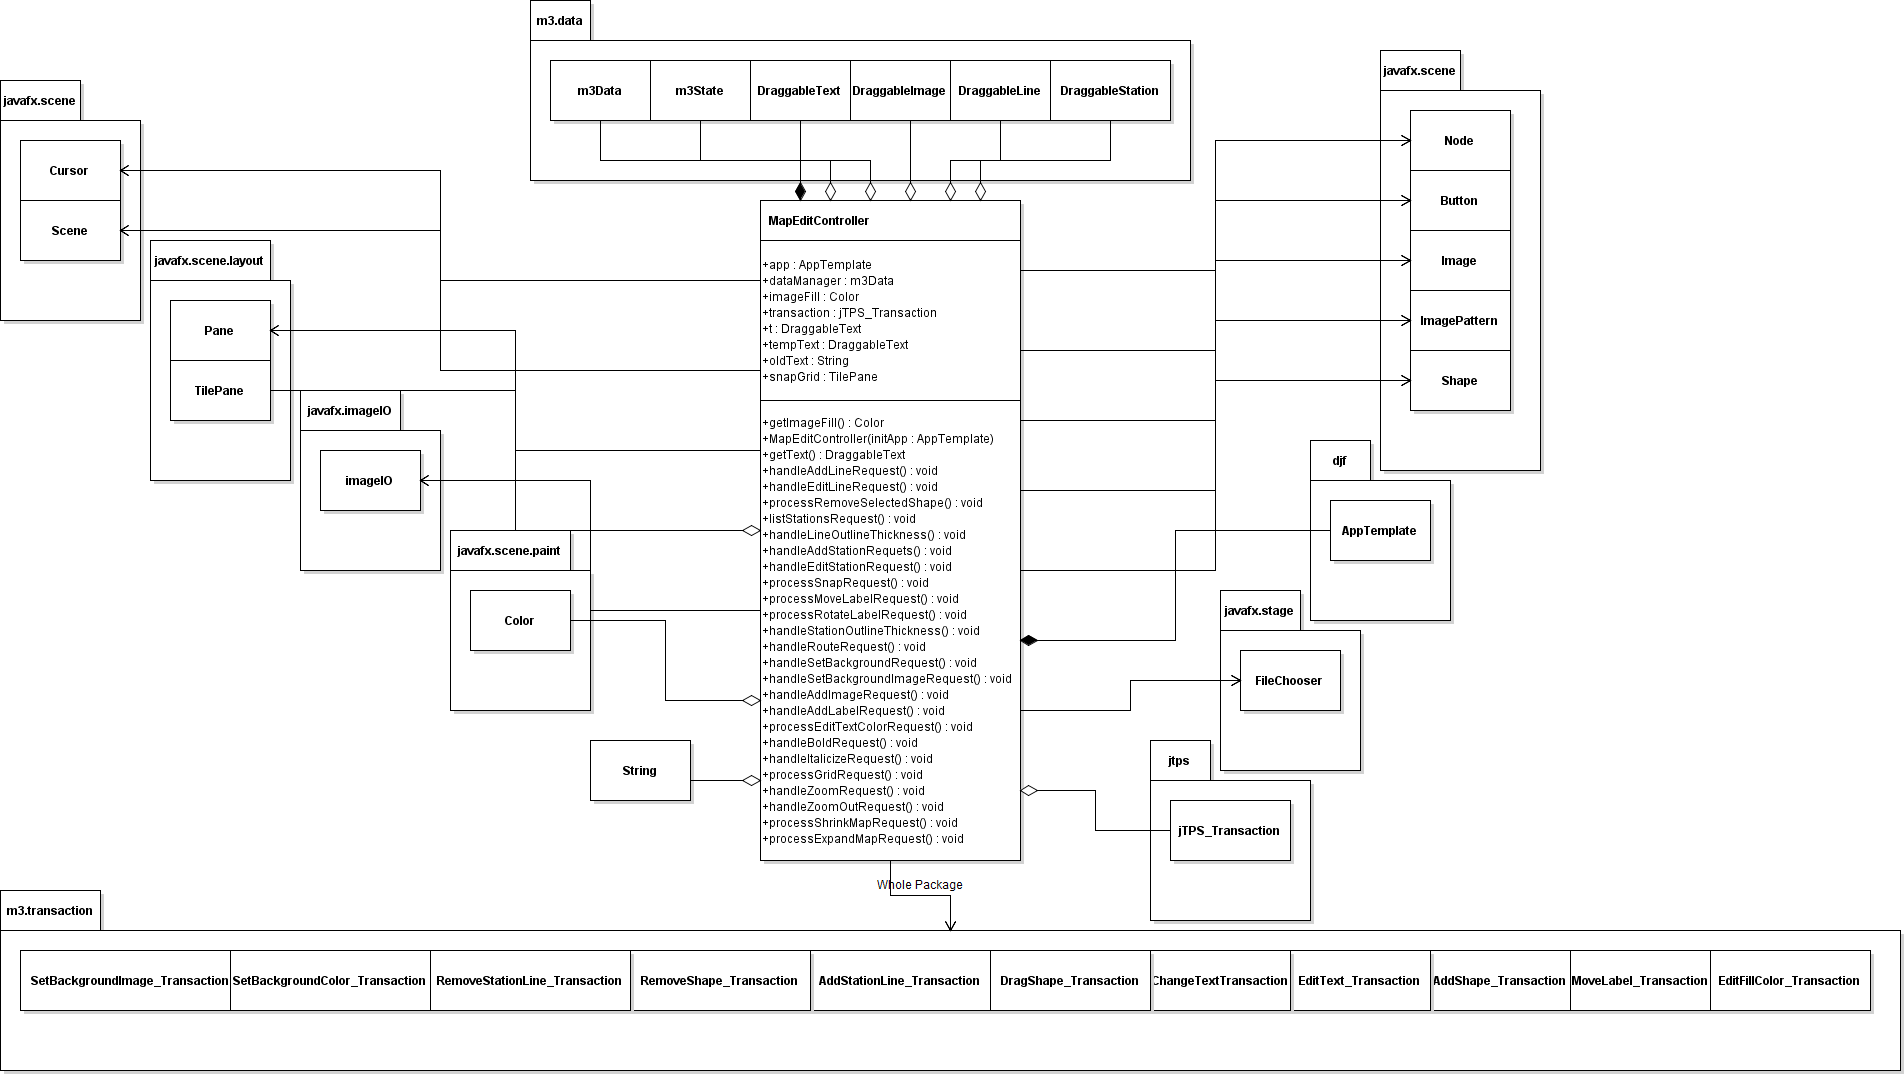 m3.data
m3Data
m3State
DraggableText
DraggableImage
DraggableLine
DraggableStation
javafx.scene
Cursor
Scene
javafx.scene.layout
Pane
TilePane
javafx.imageIO
imageIO
javafx.scene.paint
Color
String
MapEditController
+app : AppTemplate
+dataManager : m3Data
+imageFill : Color
+transaction : jTPS_Transaction
+t : DraggableText
+tempText : DraggableText
+oldText : String
+snapGrid : TilePane
+getImageFill() : Color
+MapEditController(initApp : AppTemplate)
+getText() : DraggableText
+handleAddLineRequest() : void
+handleEditLineRequest() : void
+processRemoveSelectedShape() : void
+listStationsRequest() : void
+handleLineOutlineThickness() : void
+handleAddStationRequets() : void
+handleEditStationRequest() : void
+processSnapRequest() : void
+processMoveLabelRequest() : void
+processRotateLabelRequest() : void
+handleStationOutlineThickness() : void
+handleRouteRequest() : void
+handleSetBackgroundRequest() : void
+handleSetBackgroundImageRequest() : void
+handleAddImageRequest() : void
+handleAddLabelRequest() : void
+processEditTextColorRequest() : void
+handleBoldRequest() : void
+handleItalicizeRequest() : void
+processGridRequest() : void
+handleZoomRequest() : void
+handleZoomOutRequest() : void
+processShrinkMapRequest() : void
+processExpandMapRequest() : void
javafx.scene
Node
Button
Image
ImagePattern
Shape
djf
AppTemplate
javafx.stage
FileChooser
jtps
jTPS_Transaction
Whole Package
m3.transaction
SetBackgroundImage_Transaction
SetBackgroundColor_Transaction
RemoveStationLine_Transaction
RemoveShape_Transaction
AddStationLine_Transaction
DragShape_Transaction
ChangeTextTransaction
EditText_Transaction
AddShape_Transaction
MoveLabel_Transaction
EditFillColor_Transaction